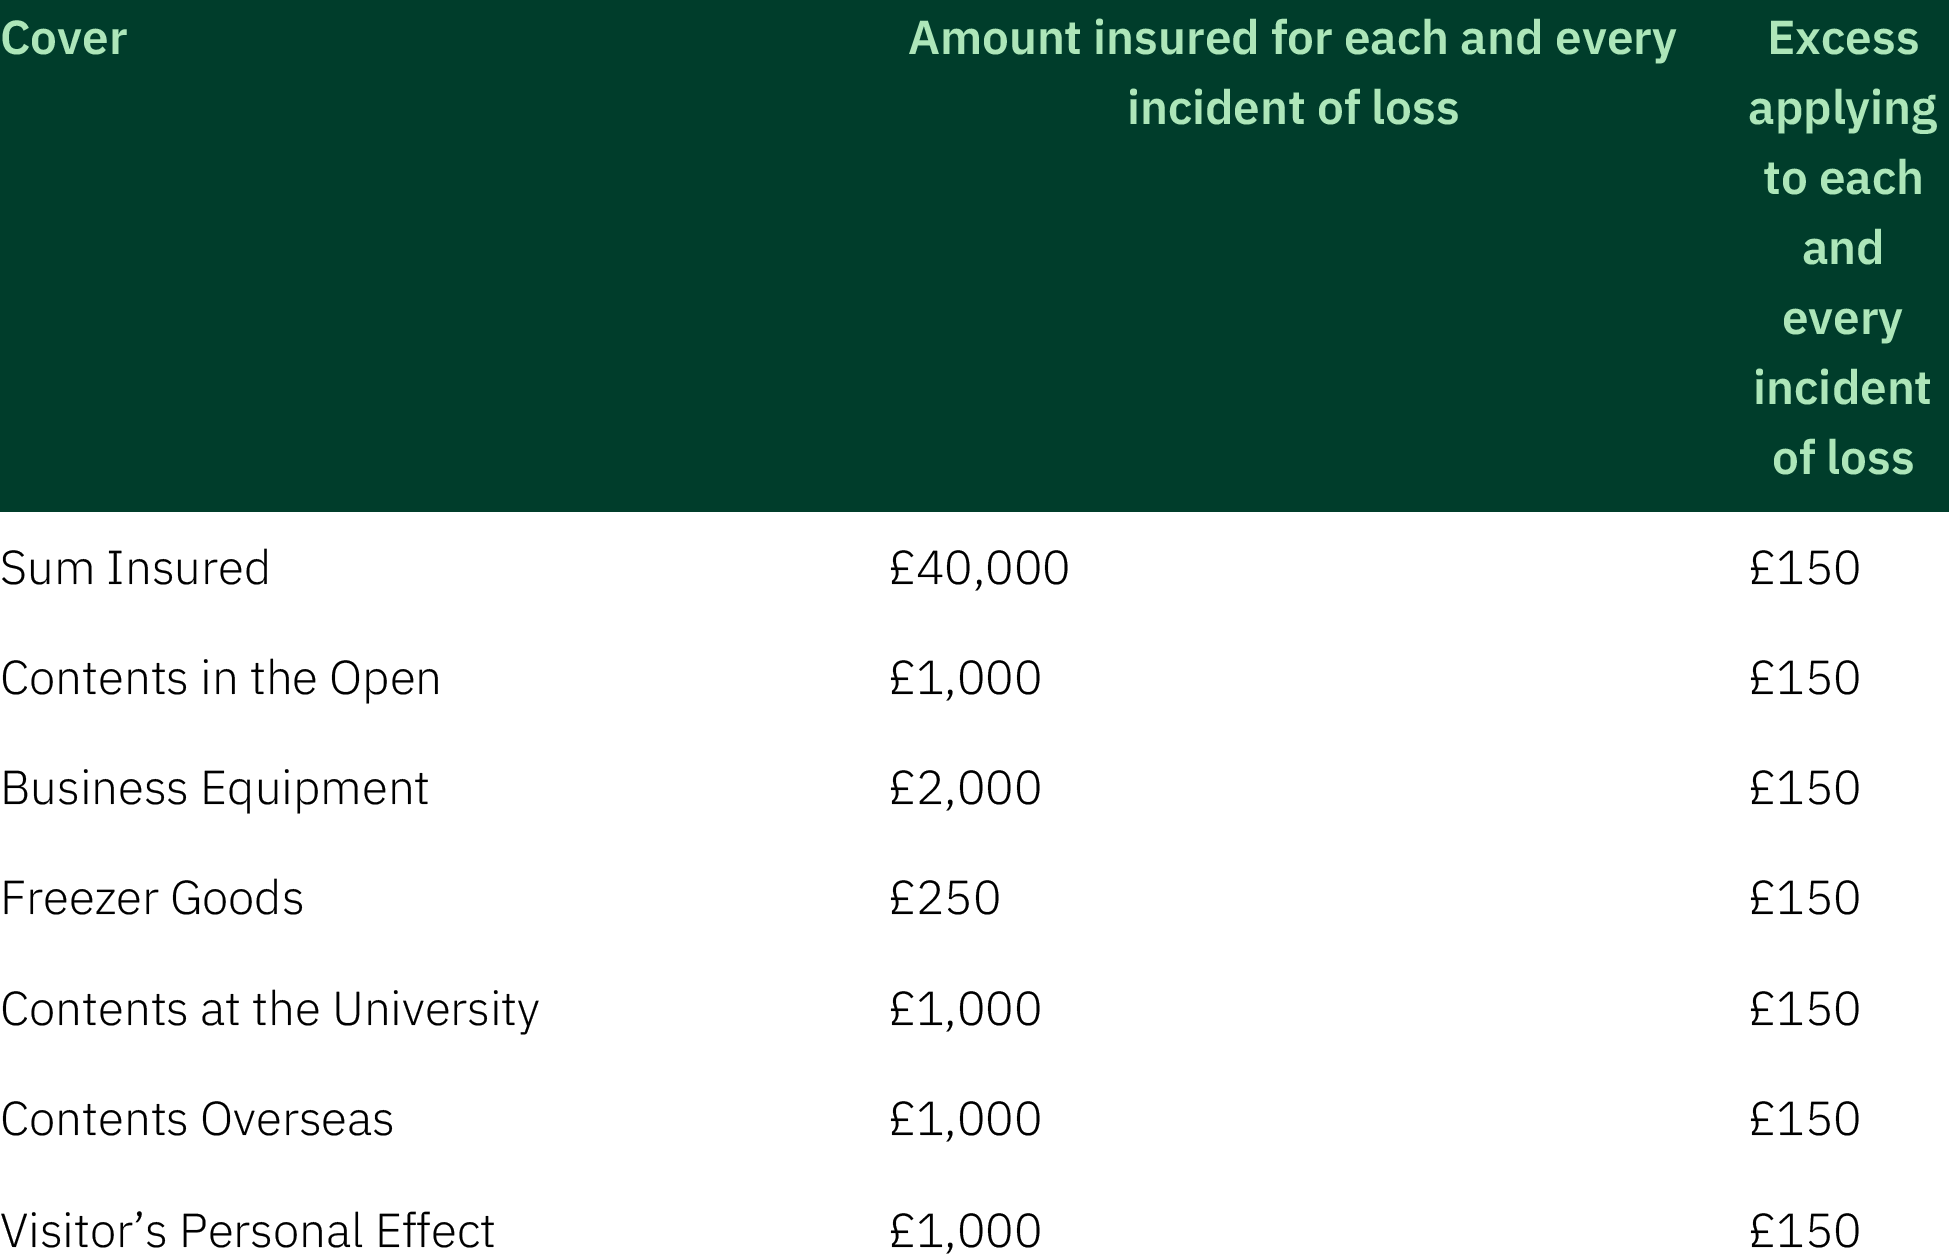 Cover
Amount insured for each and every
incident of loss
Excess
applying
to each
and
every
incident
of loss
Sum Insured £40,000 £150
Contents in the Open £1,000 £150
Business Equipment £2,000 £150
Freezer Goods £250 £150
Contents at the University £1,000 £150
Contents Overseas £1,000 £150
Visitor’s Personal Effect £1,000 £150